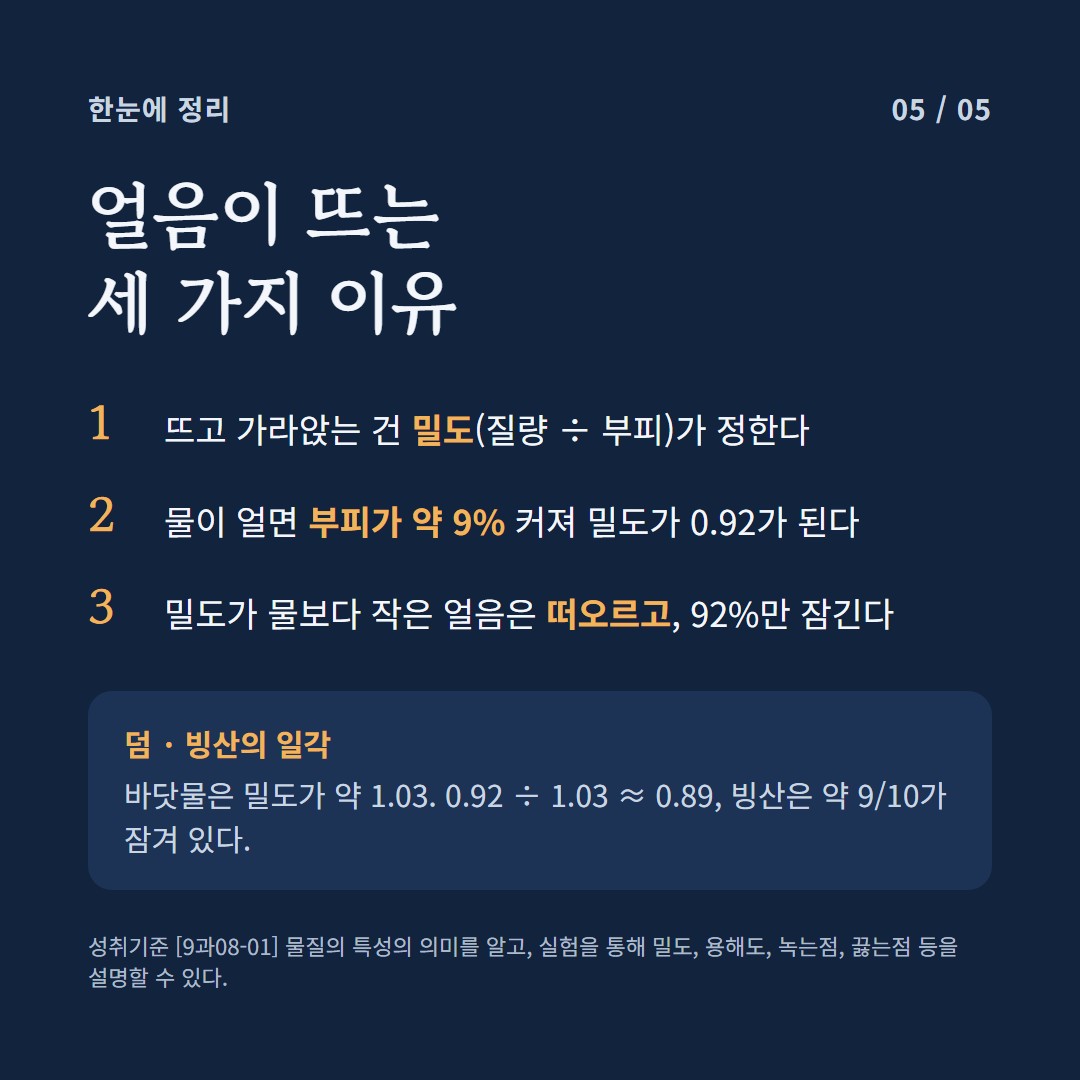 한눈에 정리
05 / 05
얼음이 뜨는
세 가지 이유
1 뜨고 가라앉는 건 밀도(질량 ÷ 부피)가 정한다
2 물이 얼면 부피가 약 9% 커져 밀도가 0.92가 된다
3 밀도가 물보다 작은 얼음은 떠오르고, 92%만 잠긴다
덤 · 빙산의 일각
바닷물은 밀도가 약 1.03. 0.92 ÷ 1.03 ≈ 0.89, 빙산은 약 9/10가
잠겨 있다.
성취기준 [9과08-01] 물질의 특성의 의미를 알고, 실험을 통해 밀도, 용해도, 녹는점, 끓는점 등을
설명할 수 있다.